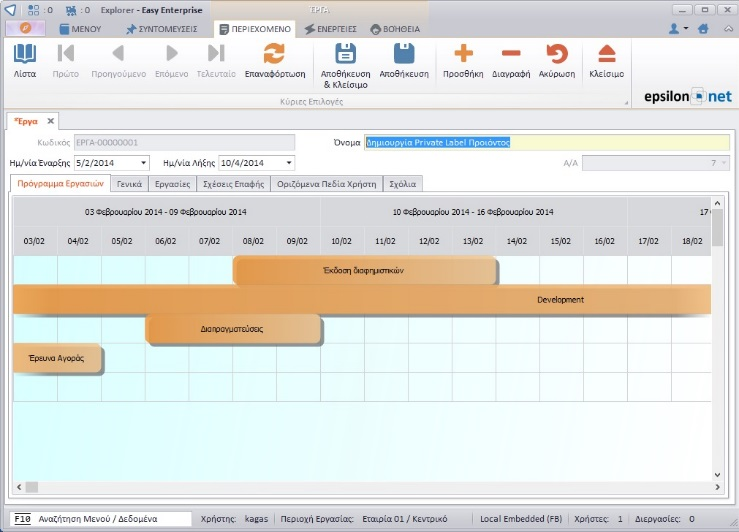 :0 :0 Explorer - Easy Enterprise ΕΡΓΑ
ΜΕΝΟΥ ΣΥΝΤΟΜΕΥΣΕΙΣ ΠΕΡΙΕΧΟΜΕΝΟ ΕΝΕΡΓΕΙΕΣ ΒΟΉΘΕΙΑ
Λίστα Πρώτο Προηγούμενο Επόμενο Τελευταίο Επαναφόρτωση Αποθήκευση & Κλείσιμο Αποθήκευση Προσθήκη Διαγραφή Ακύρωση Κλείσιμο
Κύριες Επιλογές
epsilon net
*Έργα
Κωδικός ΕΡΓΑ-00000001 Όνομα Δημιουργία Private Label Προιόντος
Ημ/νία Έναρξης 5/2/2014 Ημ/νία Λήξης 10/4/2014 Α/Α 7
Πρόγραμμα Εργασιών Γενικά Εργασίες Σχέσεις Επαφής Οριζόμενα Πεδία Χρήστη Σχόλια
03 Φεβρουαρίου 2014 - 09 Φεβρουαρίου 2014 10 Φεβρουαρίου 2014 - 16 Φεβρουαρίου 2014 17
03/02 04/02 05/02 06/02 07/02 08/02 09/02 10/02 11/02 12/02 13/02 14/02 15/02 16/02 17/02 18/02
Έκδοση διαφημιστικών
Development
Διαπραγματεύσεις
Έρευνα Αγοράς
F10 Αναζήτηση Μενού / Δεδομένα Χρήστης: kagas Περιοχή Εργασίας: Εταιρία 01 / Κεντρικό Local Embedded (FB) Χρήστες: 1 Διεργασίες: 0